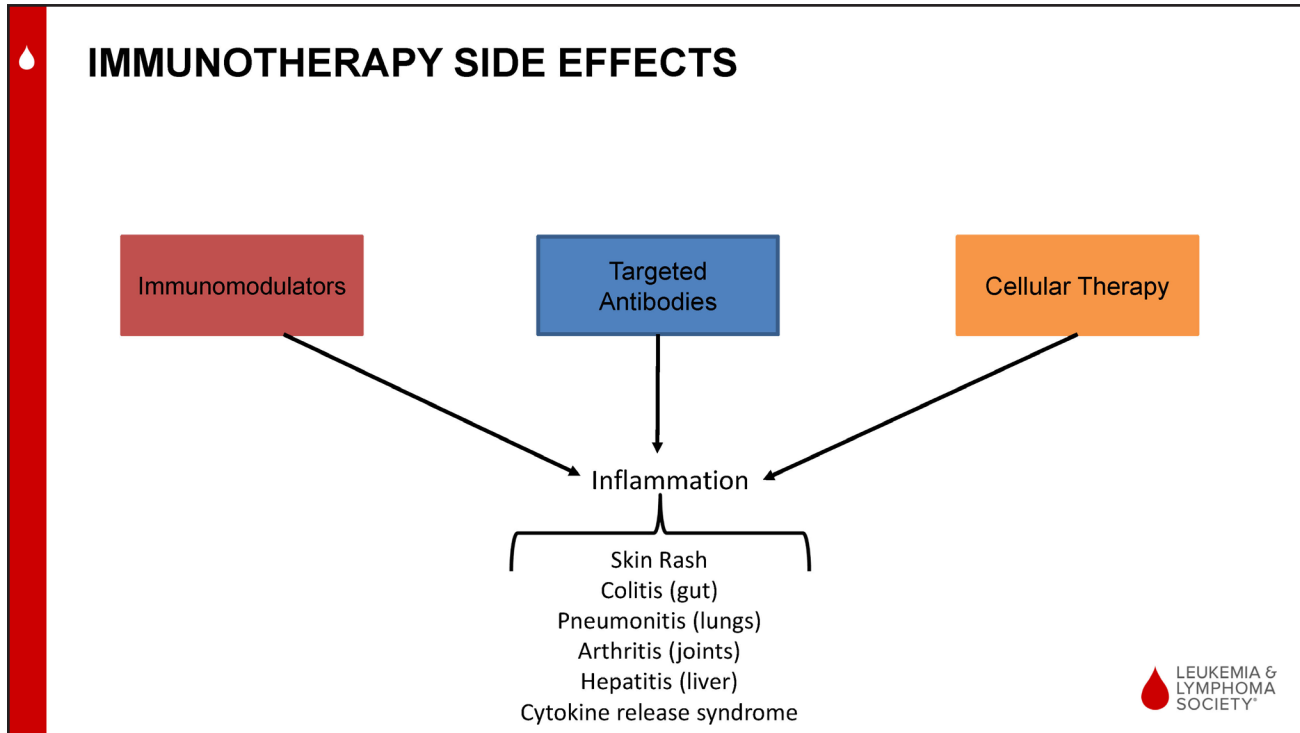 IMMUNOTHERAPY SIDE EFFECTS
Immunomodulators
Targeted
Antibodies
Cellular Therapy
Inflammation
Skin Rash
Colitis (gut)
Pneumonitis (lungs)
Arthritis (joints)
Hepatitis (liver)
Cytokine release syndrome
LEUKEMIA &
LYMPHOMA
SOCIETY®